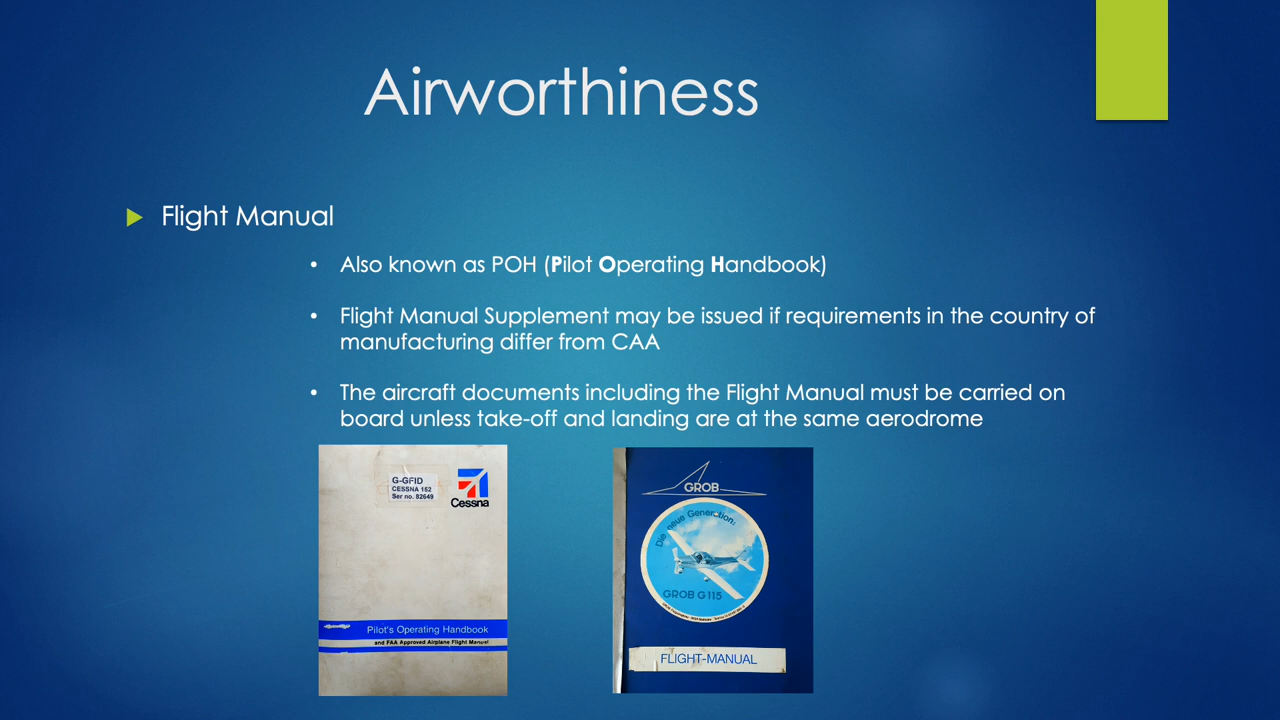 Airworthiness
Flight Manual
• Also known as POH (Pilot Operating Handbook)
• Flight Manual Supplement may be issued if requirements in the country of
manufacturing differ from CAA
• The aircraft documents including the Flight Manual must be carried on
board unless take-off and landing are at the same aerodrome
G-GFID
CESSNA 152
Ser no. 82649
Cessna
Pilot's Operating Handbook
and FAA Approved Airplane Flight Manual
GROB
Die neue Generation:
GROB G 115
FLIGHT-MANUAL